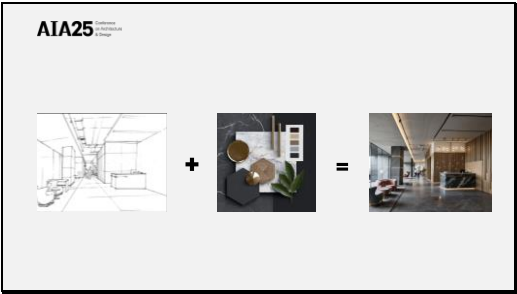 AIA25
Conference
on Architecture
& Design
+
=